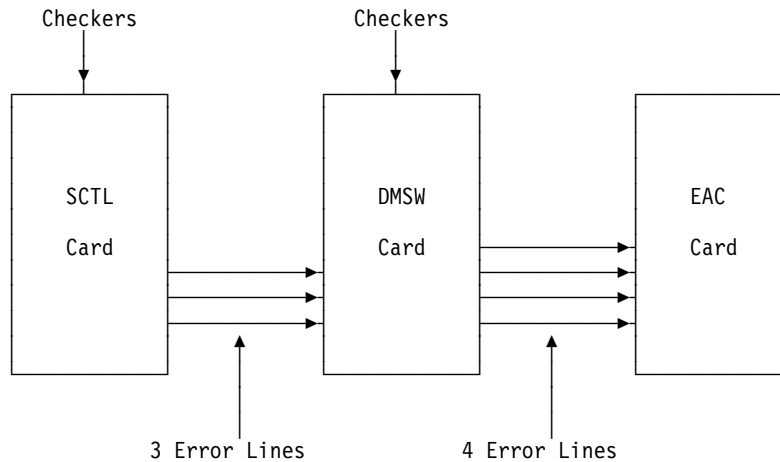 Checkers
Checkers
SCTL
Card
DMSW
Card
EAC
Card
3 Error Lines
4 Error Lines